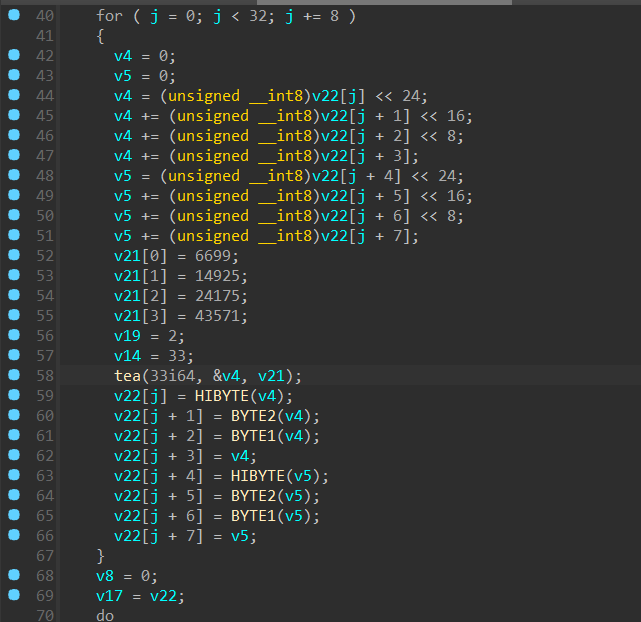 40 for ( j = 0; j < 32; j += 8 )
41 {
42 v4 = 0;
43 v5 = 0;
44 v4 = (unsigned __int8)v22[j] << 24;
45 v4 += (unsigned __int8)v22[j + 1] << 16;
46 v4 += (unsigned __int8)v22[j + 2] << 8;
47 v4 += (unsigned __int8)v22[j + 3];
48 v5 = (unsigned __int8)v22[j + 4] << 24;
49 v5 += (unsigned __int8)v22[j + 5] << 16;
50 v5 += (unsigned __int8)v22[j + 6] << 8;
51 v5 += (unsigned __int8)v22[j + 7];
52 v21[0] = 6699;
53 v21[1] = 14925;
54 v21[2] = 24175;
55 v21[3] = 43571;
56 v19 = 2;
57 v14 = 33;
58 tea(33i64, &v4, v21);
59 v22[j] = HIBYTE(v4);
60 v22[j + 1] = BYTE2(v4);
61 v22[j + 2] = BYTE1(v4);
62 v22[j + 3] = v4;
63 v22[j + 4] = HIBYTE(v5);
64 v22[j + 5] = BYTE2(v5);
65 v22[j + 6] = BYTE1(v5);
66 v22[j + 7] = v5;
67 }
68 v8 = 0;
69 v17 = v22;
70 do